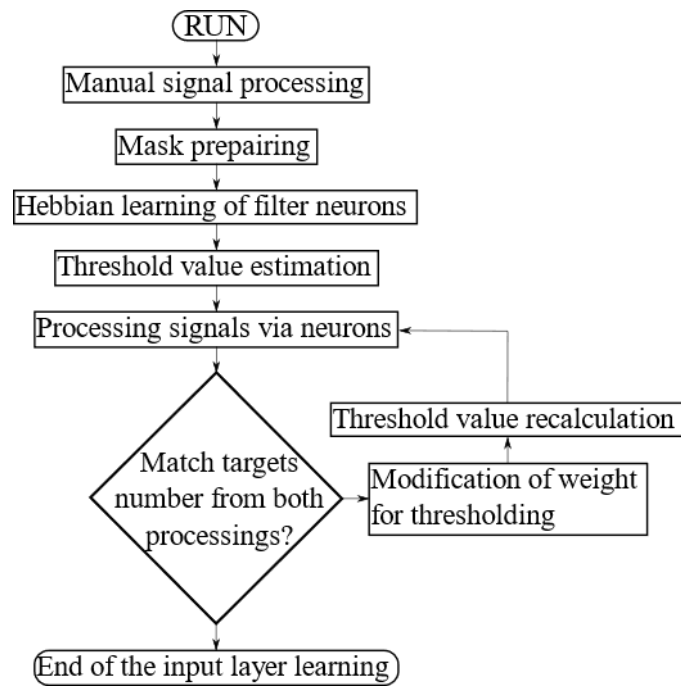 RUN
Manual signal processing
Mask prepairing
Hebbian learning of filter neurons
Threshold value estimation
Processing signals via neurons
Match targets
number from both
processings?
Threshold value recalculation
Modification of weight
for thresholding
End of the input layer learning